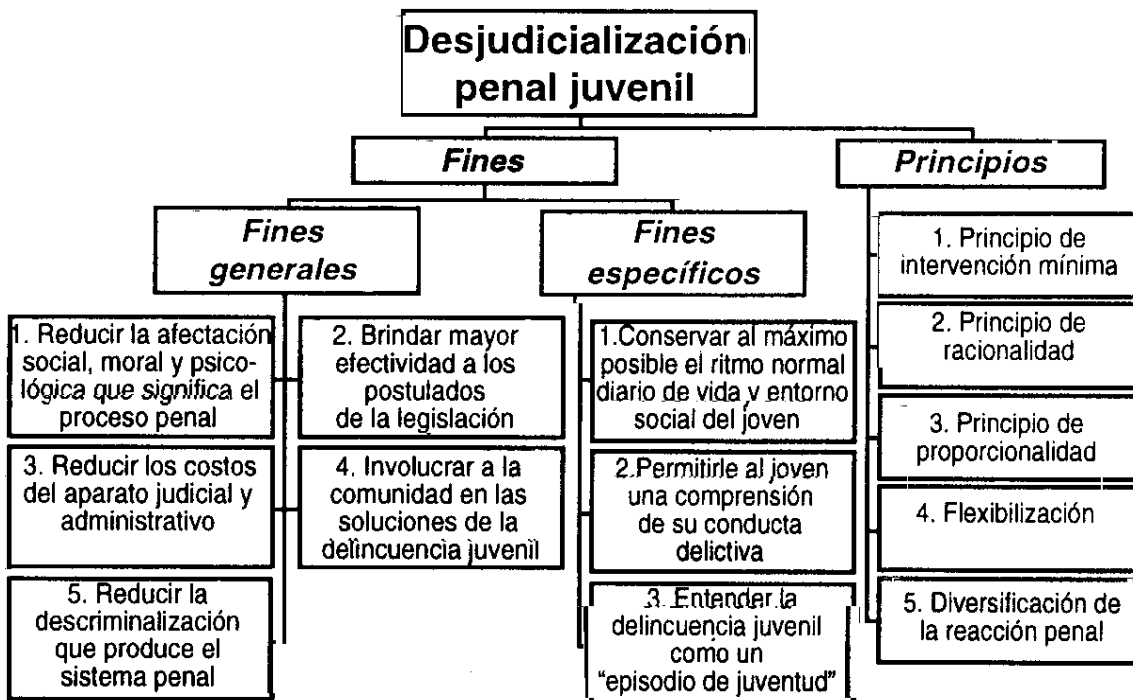 Desjudicialización
penal juvenil
Fines
Principios
Fines
generales
Fines
específicos
1. Reducir la afectación
social, moral y psico-
lógica que significa el
proceso penal
2. Brindar mayor
efectividad a los
postulados
de la legislación
3. Reducir los costos
del aparato judicial y
administrativo
4. Involucrar a la
comunidad en las
soluciones de la
delincuencia juvenil
5. Reducir la
descriminalización
que produce el
sistema penal
1.Conservar al máximo
posible el ritmo normal
diario de vida y entorno
social del joven
2.Permitirle al joven
una comprensión
de su conducta
delictiva
3. Entender la
delincuencia juvenil
como un
"episodio de juventud"
1. Principio de
intervención mínima
2. Principio de
racionalidad
3. Principio de
proporcionalidad
4. Flexibilización
5. Diversificación de
la reacción penal